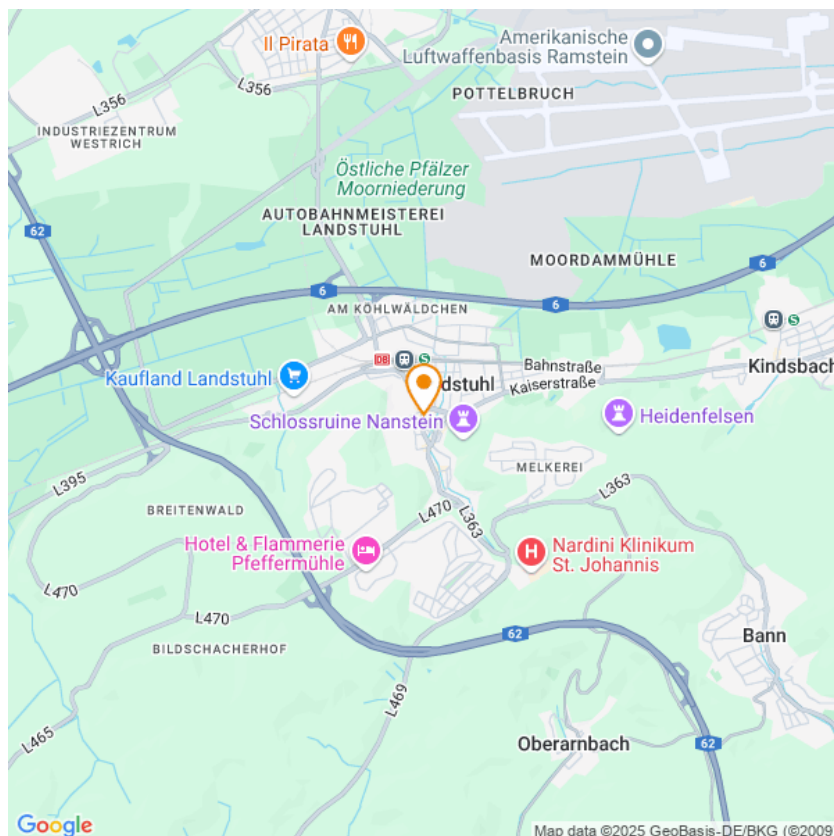 Il Pirata
Amerikanische
Luftwaffenbasis Ramstein
L356
L356
POTTELBRUCH
INDUSTRIEZENTRUM
WESTRICH
Östliche Pfälzer
Moorniederung
AUTOBAHNMEISTEREI
LANDSTUHL
62
MOORDAMMÜHLE
6
6
6
AM KÖHLWÄLDCHEN
DB
S
S
Bahnstraße
Kindsbach
Kaufland Landstuhl
dstuhl
Kaiserstraße
Schlossruine Nanstein
Heidenfelsen
MELKEREI
L395
L363
BREITENWALD
L470
L363
Hotel & Flammerie
Pfeffermühle
H
Nardini Klinikum
St. Johannis
L470
L470
62
Bann
BILDSCHACHERHOF
L469
L465
Oberarnbach
62
Google
Map data ©2025 GeoBasis-DE/BKG (©2009)